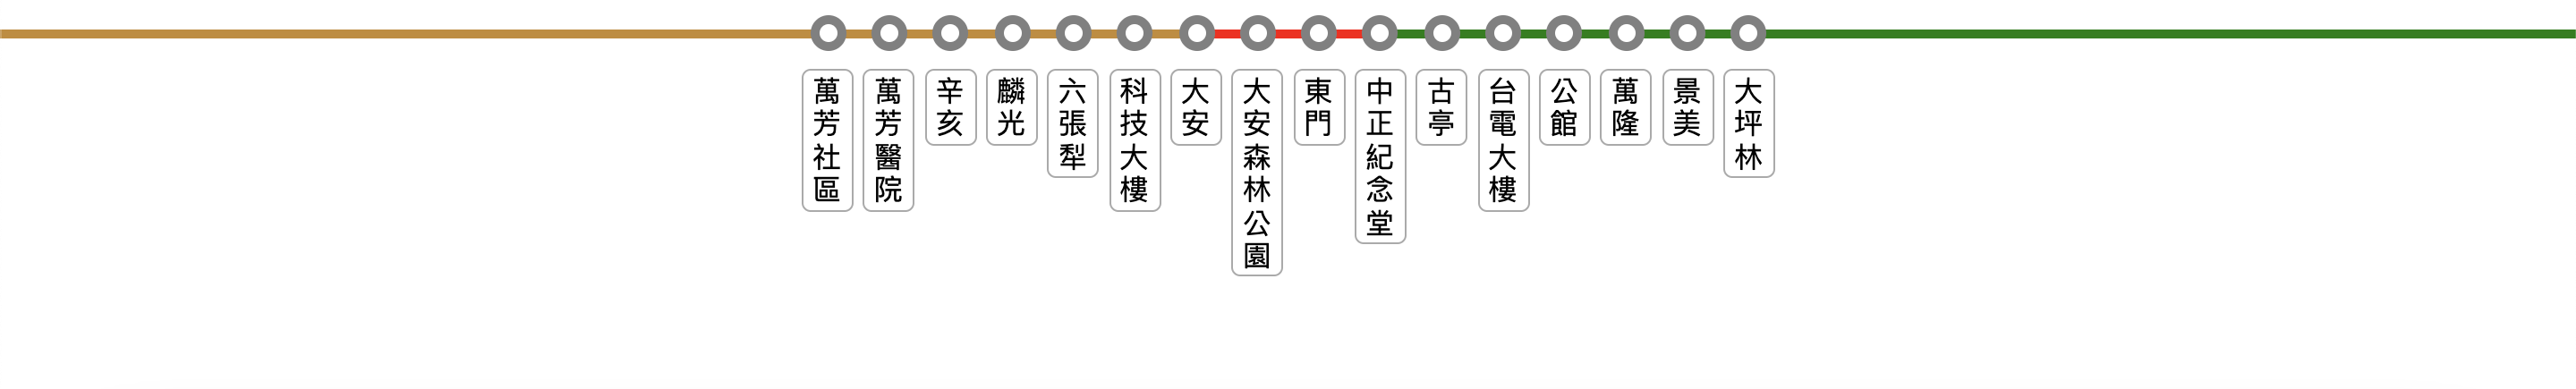 萬芳社區
萬芳醫院
辛亥
麟光
六張犁
科技大樓
大安
大安森林公園
東門
中正紀念堂
古亭
台電大樓
公館
萬隆
景美
大坪林